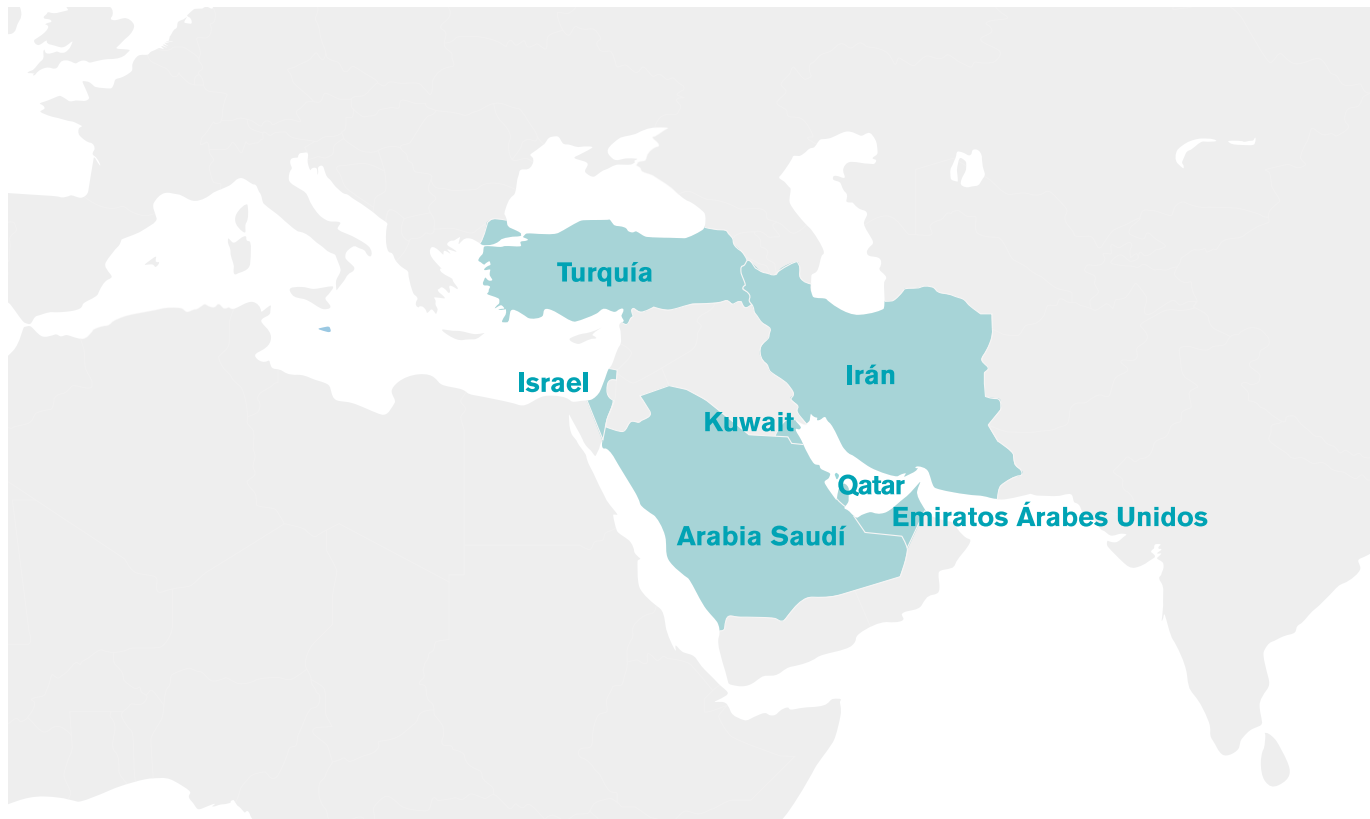 Turquía
Irán
Israel
Kuwait
Qatar
Emiratos Árabes Unidos
Arabia Saudí